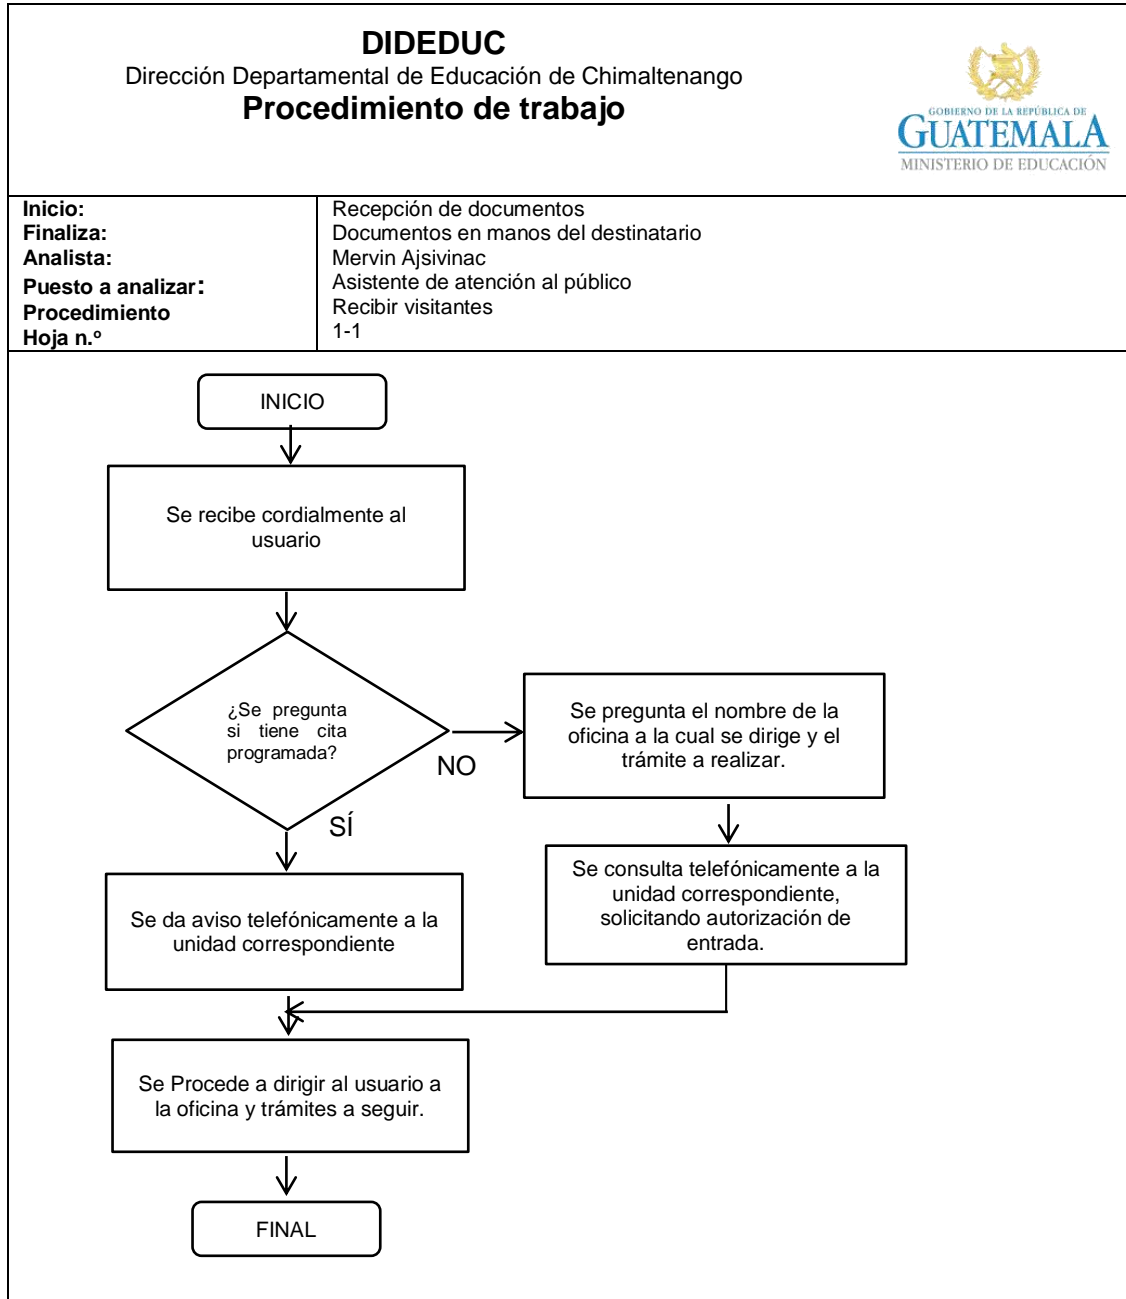 DIDEDUC
Dirección Departamental de Educación de Chimaltenango
Procedimiento de trabajo
GOBIERNO DE LA REPÚBLICA DE
GUATEMALA
MINISTERIO DE EDUCACIÓN
Inicio: Recepción de documentos
Finaliza: Documentos en manos del destinatario
Analista: Mervin Ajsivinac
Puesto a analizar: Asistente de atención al público
Procedimiento Recibir visitantes
Hoja n.º 1-1
INICIO
Se recibe cordialmente al
usuario
¿Se pregunta
si tiene cita
programada?
NO
Se pregunta el nombre de la
oficina a la cual se dirige y el
trámite a realizar.
SÍ
Se consulta telefónicamente a la
unidad correspondiente,
solicitando autorización de
entrada.
Se da aviso telefónicamente a la
unidad correspondiente
Se Procede a dirigir al usuario a
la oficina y trámites a seguir.
FINAL